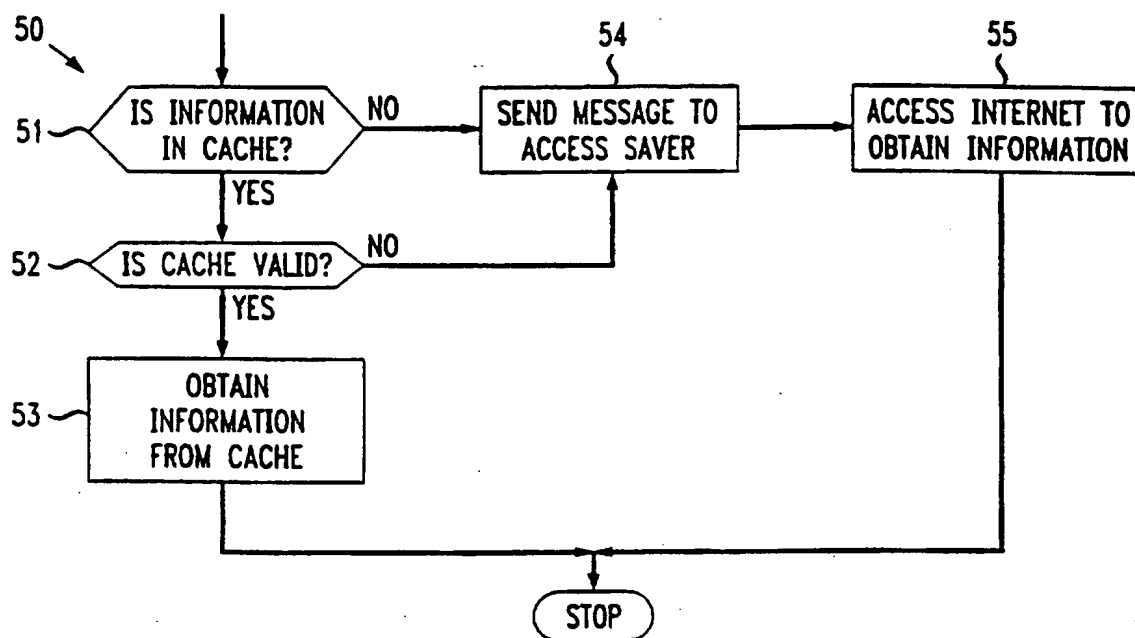 50
51
IS INFORMATION
IN CACHE?
NO
YES
54
SEND MESSAGE TO
ACCESS SAVER
55
ACCESS INTERNET TO
OBTAIN INFORMATION
52
IS CACHE VALID?
NO
YES
53
OBTAIN
INFORMATION
FROM CACHE
STOP